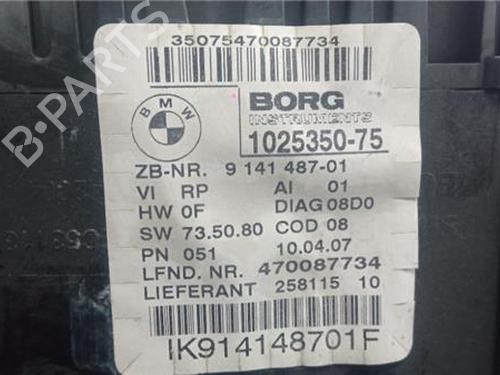 35075470087734
BMW
BORG
INSTRUMENTS
1025350-75
ZB-NR. 9 141 487-01
VI RP AI 01
HW 0F DIAG 08D0
SW 73.50.80 COD 08
PN 051 10.04.07
LFND. NR. 470087734
LIEFERANT 258115 10
IK914148701F
B-PARTS